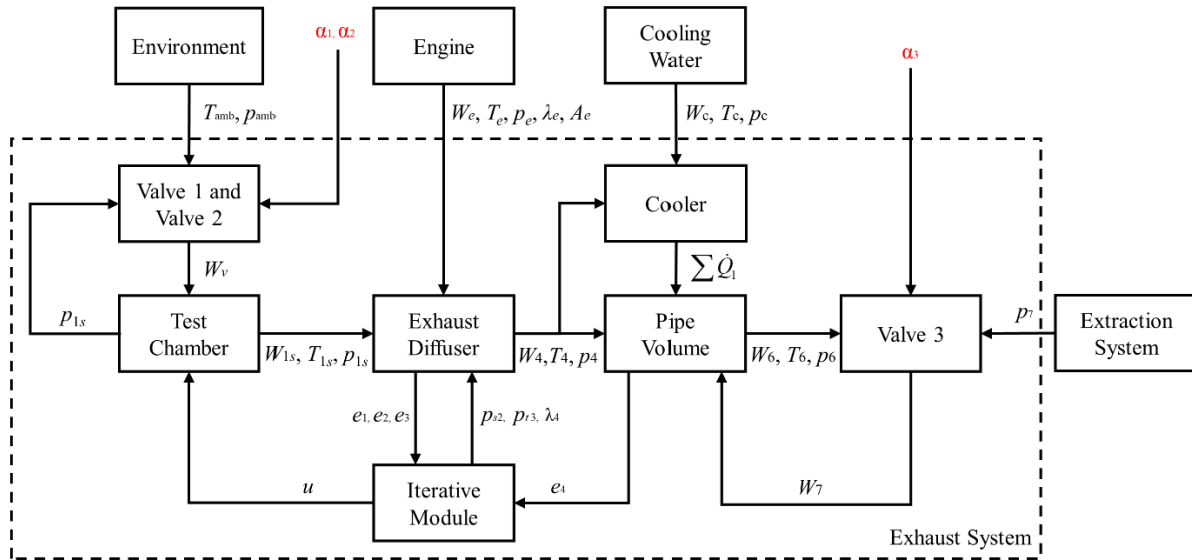 Environment
α1, α2
Engine
Cooling
Water
α3
Tamb, pamb
We, Te, pe, λe, Ae
Wc, Tc, pc
Valve 1 and
Valve 2
Cooler
Wv
∑ Q̇1
p1s
Test
Chamber
W1s, T1s, p1s
Exhaust
Diffuser
W4,T4, p4
Pipe
Volume
W6, T6, p6
Valve 3
p7
Extraction
System
e1, e2, e3
ps2, pt3, λ4
u
Iterative
Module
e4
W7
Exhaust System